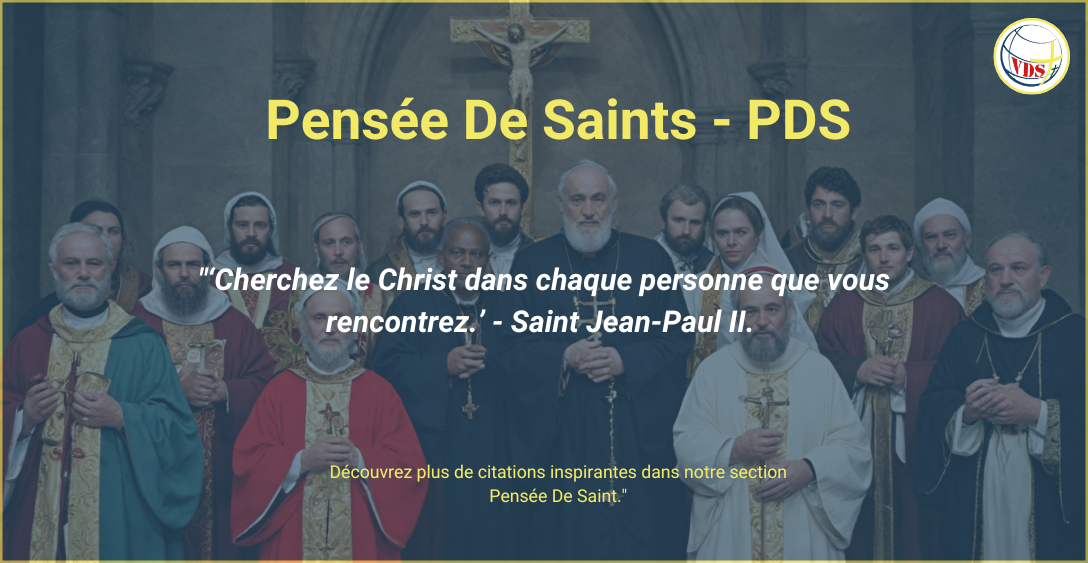 VDS
Pensée De Saints - PDS
"‘Cherchez le Christ dans chaque personne que vous
rencontrez.’ - Saint Jean-Paul II.
Découvrez plus de citations inspirantes dans notre section
Pensée De Saint."